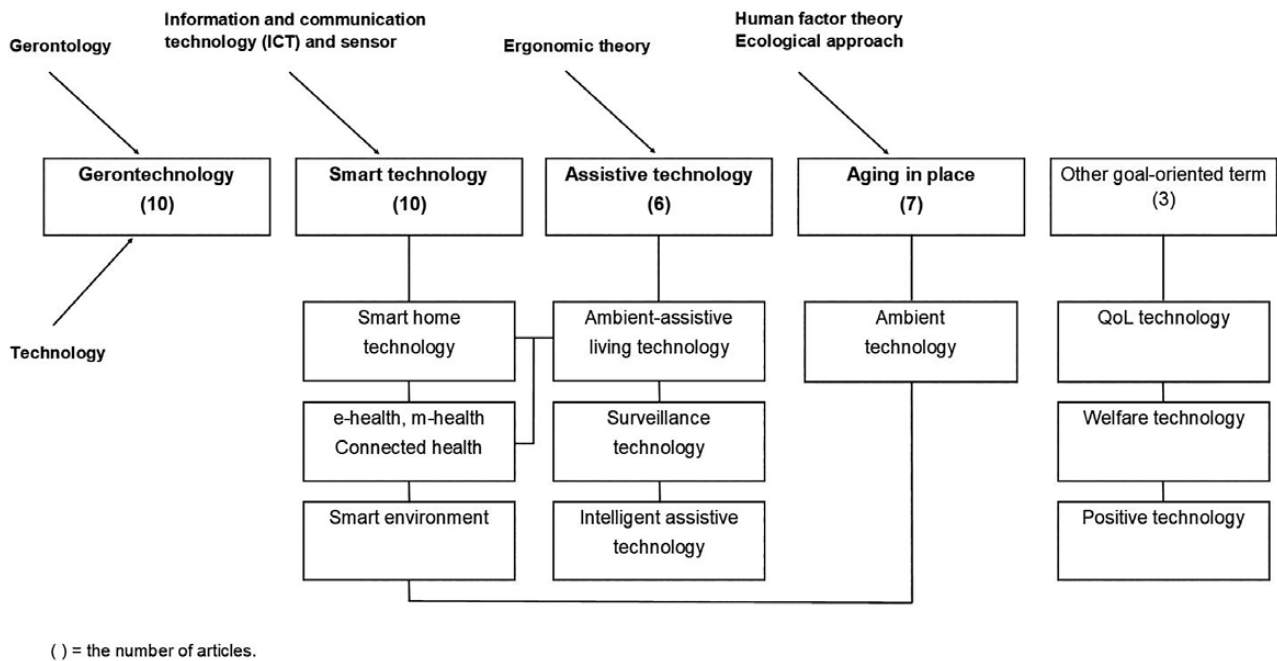 Gerontology
Information and communication
technology (ICT) and sensor
Ergonomic theory
Human factor theory
Ecological approach
Gerontechnology
(10)
Smart technology
(10)
Assistive technology
(6)
Aging in place
(7)
Other goal-oriented term
(3)
Technology
Smart home
technology
Ambient-assistive
living technology
Ambient
technology
QoL technology
e-health, m-health
Connected health
Surveillance
technology
Welfare technology
Smart environment
Intelligent assistive
technology
Positive technology
( ) = the number of articles.